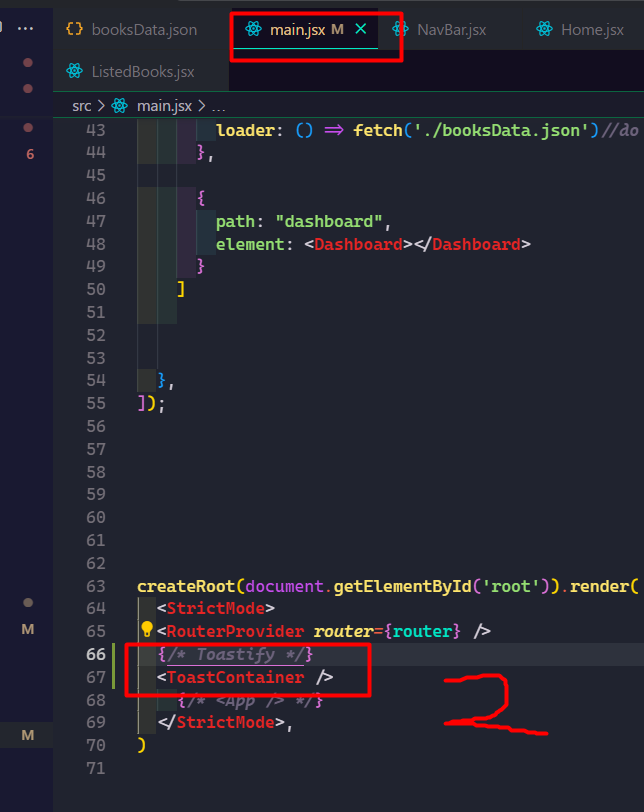 booksData.json
main.jsx M
NavBar.jsx
Home.jsx
ListedBooks.jsx
src > main.jsx > ...
6
M
M
43 loader: () => fetch('./booksData.json')//do
44 },
45
46 {
47 path: "dashboard",
48 element: <Dashboard></Dashboard>
49 }
50 ]
51
52
53
54 },
55 ]);
56
57
58
59
60
61
62
63 createRoot(document.getElementById('root')).render(
64 <StrictMode>
65 <RouterProvider router={router} />
66 {/* Toastify */}
67 <ToastContainer />
68 {/* <App /> */}
69 </StrictMode>,
70 )
71
2